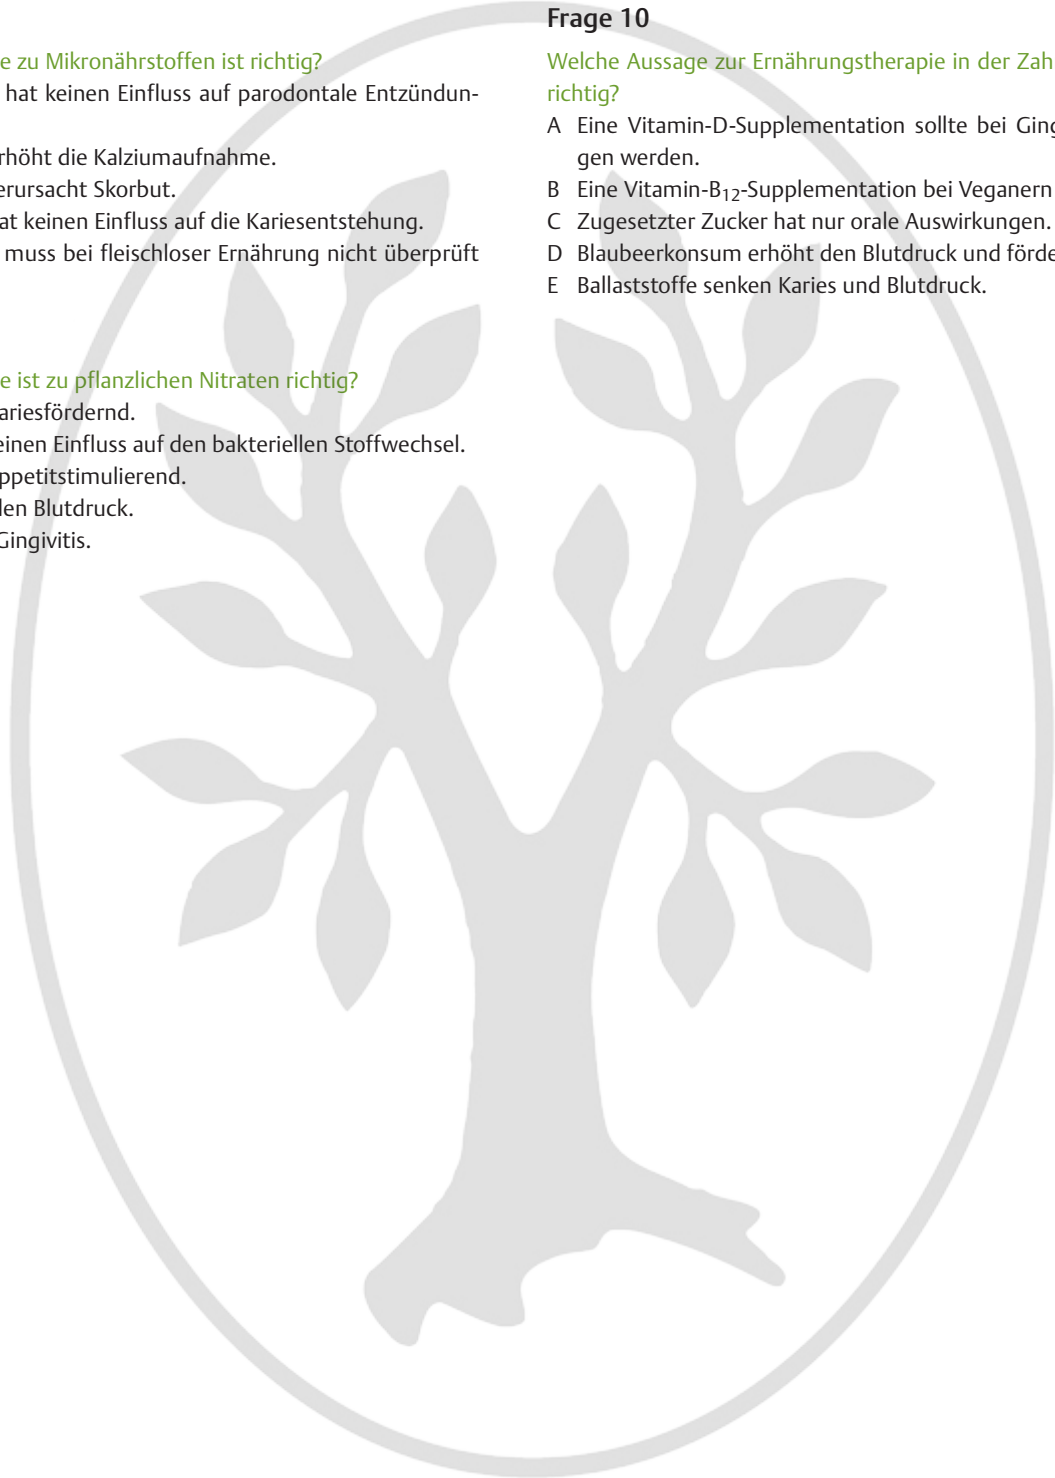 e zu Mikronährstoffen ist richtig?
hat keinen Einfluss auf parodontale Entzündun-
rhöht die Kalziumaufnahme.
erursacht Skorbut.
at keinen Einfluss auf die Kariesentstehung.
muss bei fleischloser Ernährung nicht überprüft
e ist zu pflanzlichen Nitraten richtig?
ariesfördernd.
einen Einfluss auf den bakteriellen Stoffwechsel.
ppetitstimulierend.
den Blutdruck.
Gingivitis.
Frage 10
Welche Aussage zur Ernährungstherapie in der Zah
richtig?
A Eine Vitamin-D-Supplementation sollte bei Ging
gen werden.
B Eine Vitamin-B12-Supplementation bei Veganern
C Zugesetzter Zucker hat nur orale Auswirkungen.
D Blaubeerkonsum erhöht den Blutdruck und förde
E Ballaststoffe senken Karies und Blutdruck.